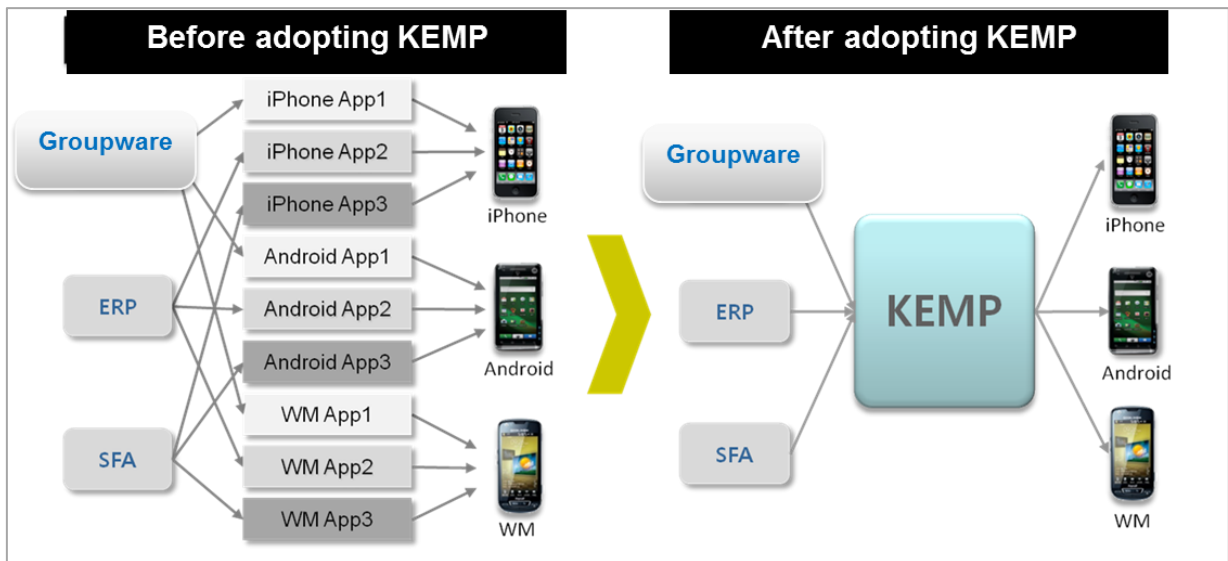 Before adopting KEMP
After adopting KEMP
Groupware
ERP
SFA
iPhone App1
iPhone App2
iPhone App3
Android App1
Android App2
Android App3
WM App1
WM App2
WM App3
iPhone
Android
WM
Groupware
ERP
SFA
KEMP
iPhone
Android
WM